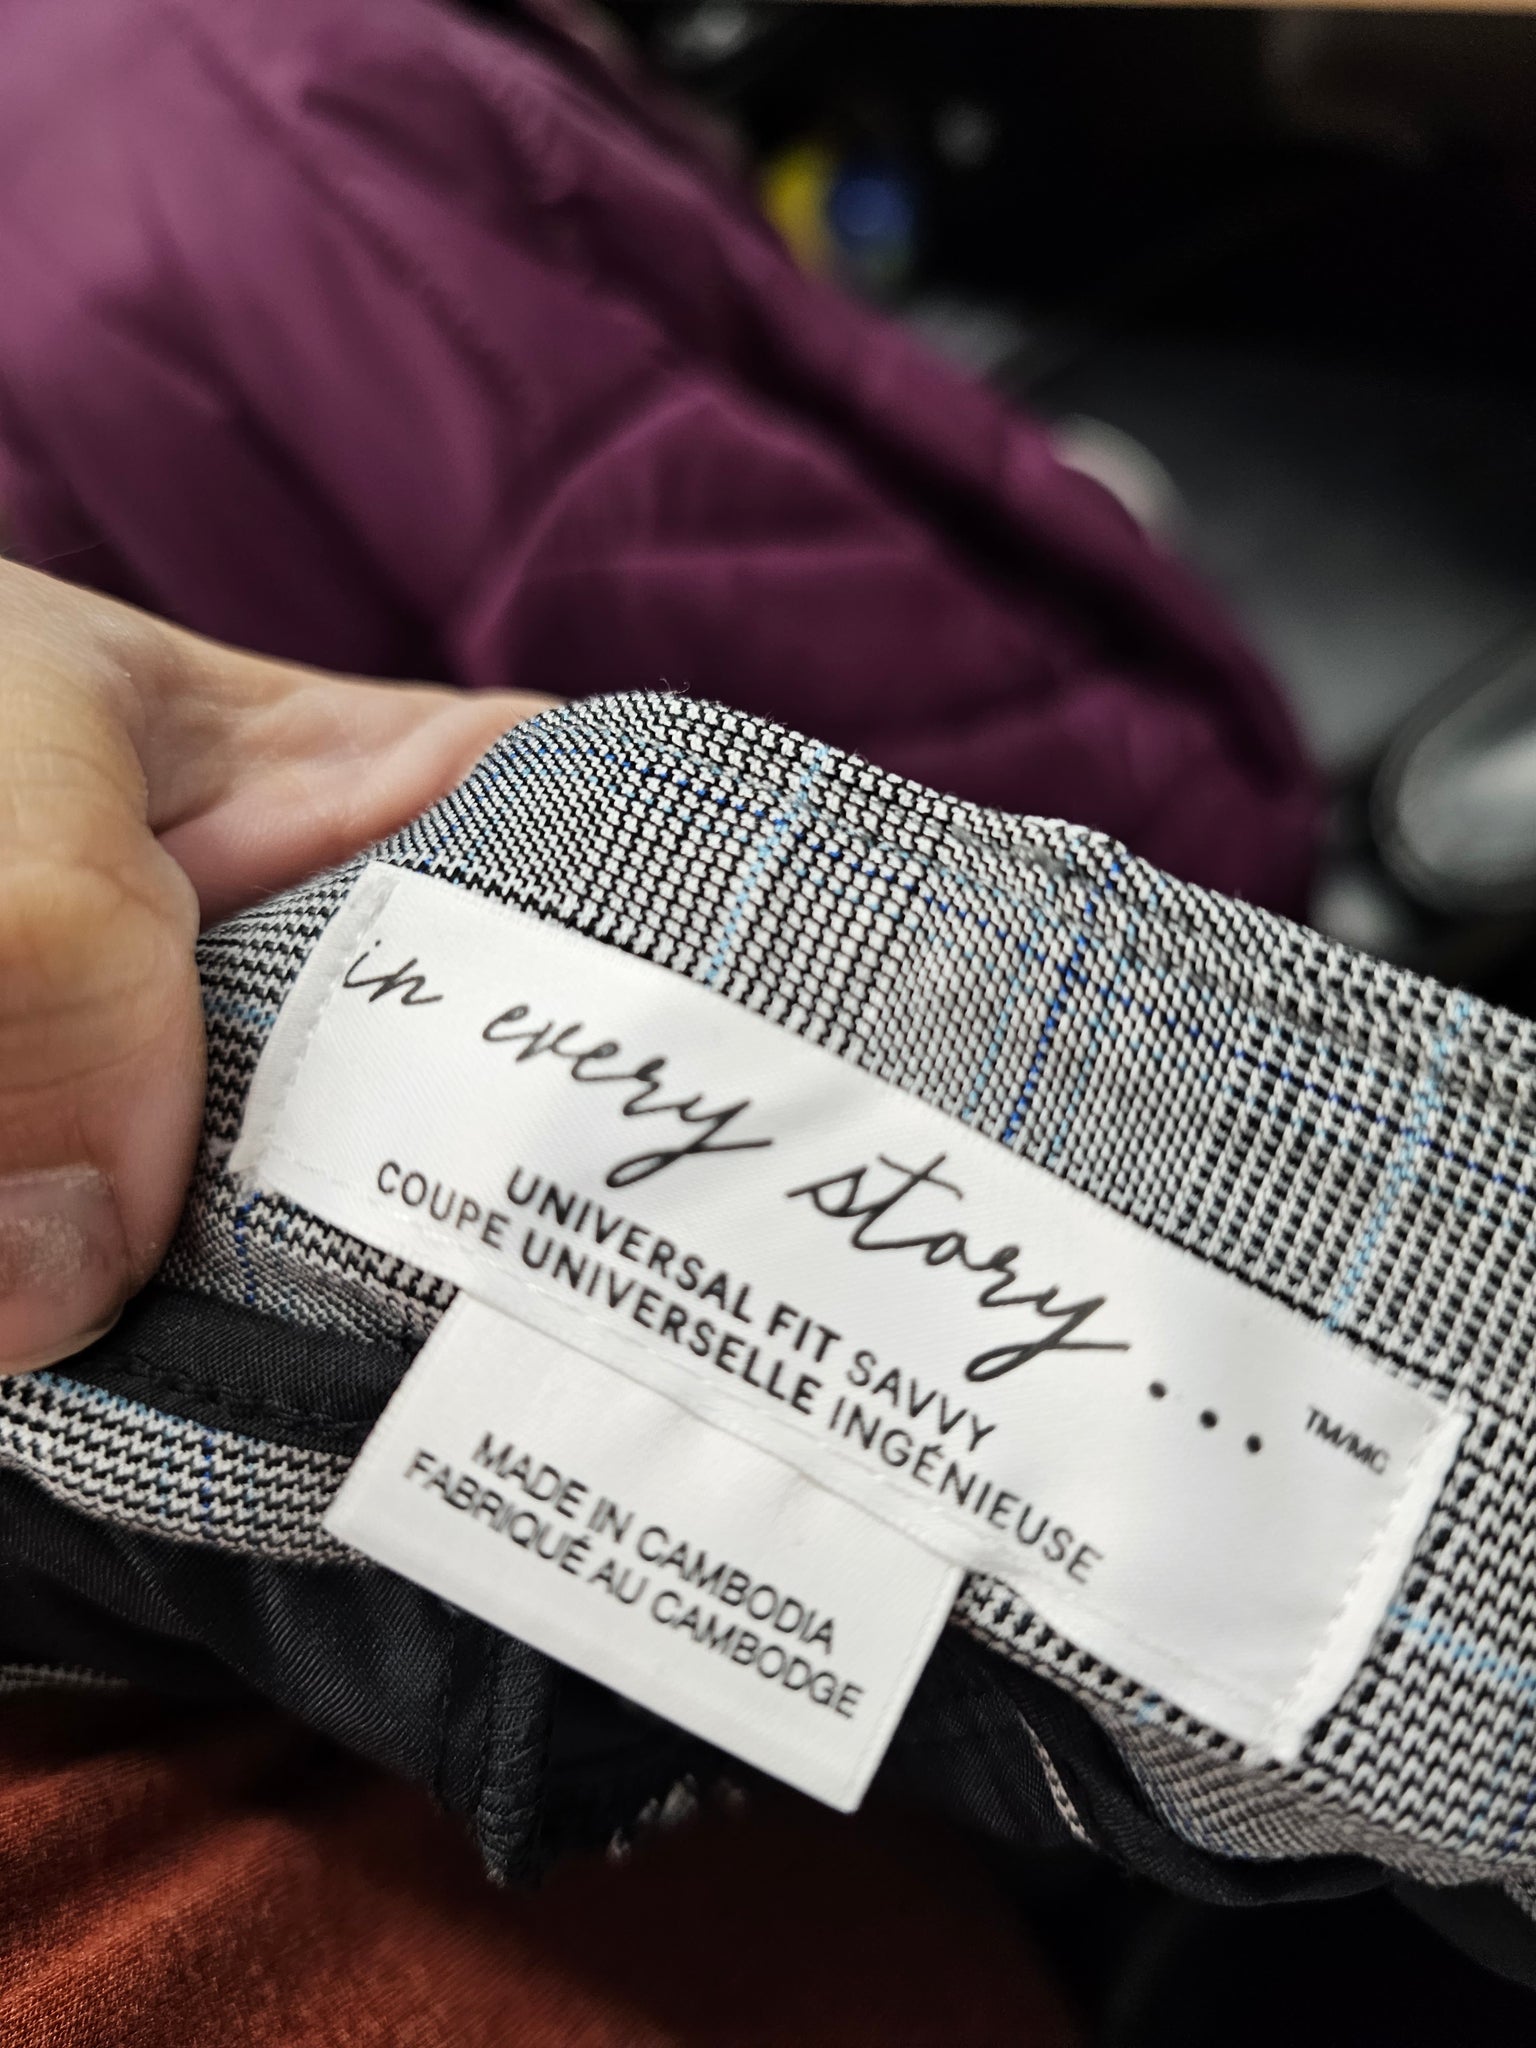 in every story...
TM/MC
UNIVERSAL FIT SAVVY
COUPE UNIVERSELLE INGÉNIEUSE
MADE IN CAMBODIA
FABRIQUÉ AU CAMBODGE